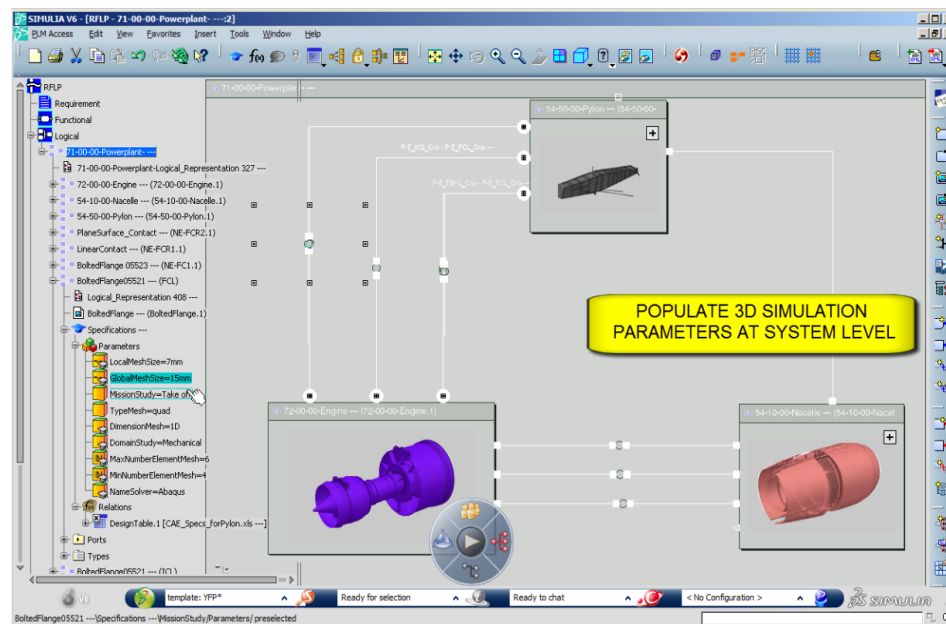 SIMULIA V6 - [RFLP - 71-00-00-Powerplant- ---:2]
PLM Access Edit View Favorites Insert Tools Window Help
RFLP
Requirement
Functional
Logical
71-00-00-Powerplant- ---
71-00-00-Powerplant-Logical_Representation 327 ---
72-00-00-Engine --- (72-00-00-Engine.1)
54-10-00-Nacelle --- (54-10-00-Nacelle.1)
54-50-00-Pylon --- (54-50-00-Pylon.1)
PlaneSurface_Contact --- (NE-FCR2.1)
LinearContact --- (NE-FCR1.1)
BoltedFlange 05523 --- (NE-FC1.1)
BoltedFlange05521 --- (FCL)
Logical_Representation 408 ---
BoltedFlange --- (BoltedFlange.1)
Specifications ---
Parameters
LocalMeshSize=7mm
GlobalMeshSize=15mm
MissionStudy=Take of
TypeMesh=quad
DimensionMesh=1D
DomainStudy=Mechanical
MaxNumberElementMesh=6
MinNumberElementMesh=4
NameSolver=Abaqus
Relations
DesignTable.1 [CAE_Specs_forPylon.xls ---]
Ports
Types
BoltedFlange05521 --- (ICL)
71-00-00-Powerplant- ---
54-50-00-Pylon --- (54-50-00-
P-E_ICS_Cnx - P-E_FCL_Cnx ---
POPULATE 3D SIMULATION
PARAMETERS AT SYSTEM LEVEL
72-00-00-Engine --- (72-00-00-Engine.1)
54-10-00-Nacelle --- (54-10-00-Nacel
template: YFP*
Ready for selection
Ready to chat
< No Configuration >
SIMULIA
BoltedFlange05521 ---\Specifications ---\MissionStudy/Parameters/ preselected